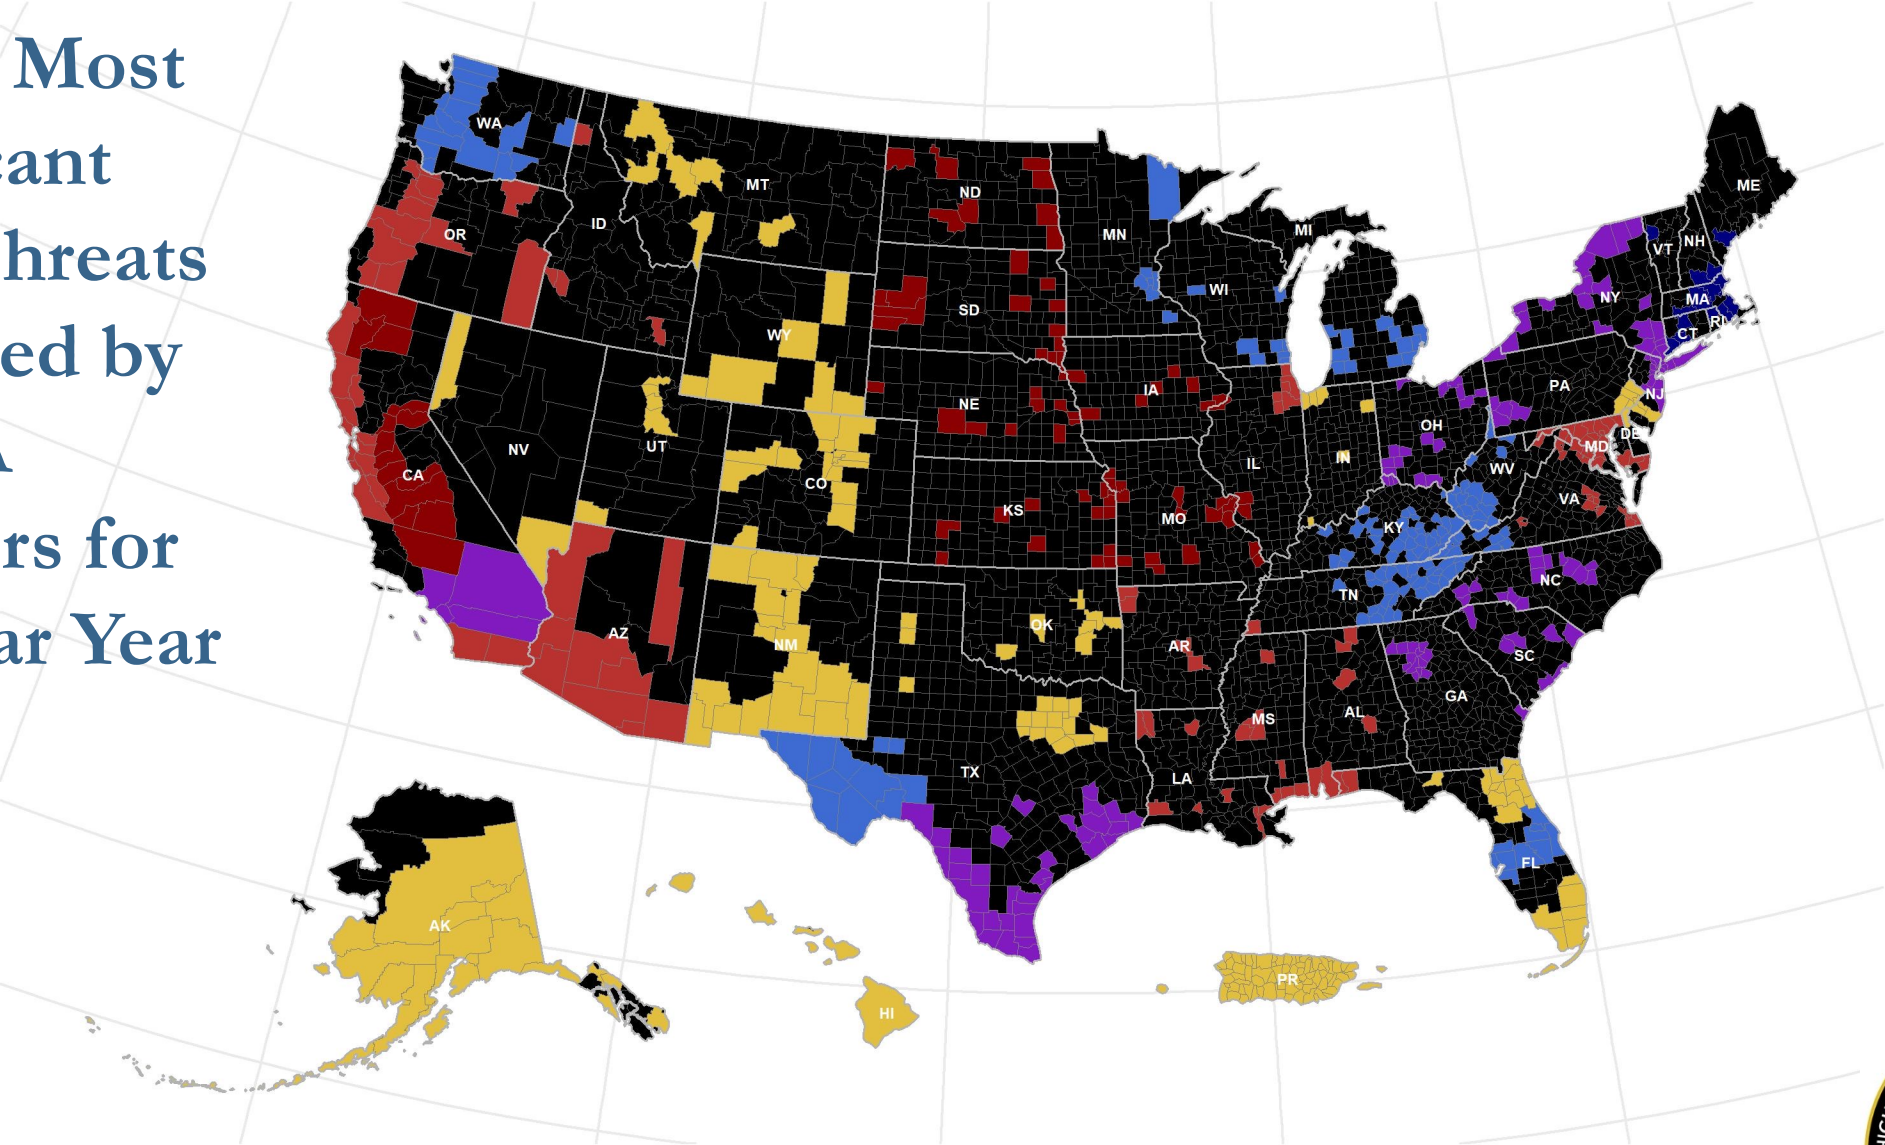 Most
cant
hreats
ed by
A
rs for
ar Year
WA
MT
ND
MN
MI
ME
VT
NH
OR
ID
SD
WI
NY
MA
RI
CT
WY
NE
IA
PA
NJ
OH
NV
UT
CO
CA
KS
MO
IL
IN
WV
MD
DE
VA
KY
NC
TN
AZ
NM
OK
AR
SC
GA
MS
AL
TX
LA
FL
AK
HI
PR